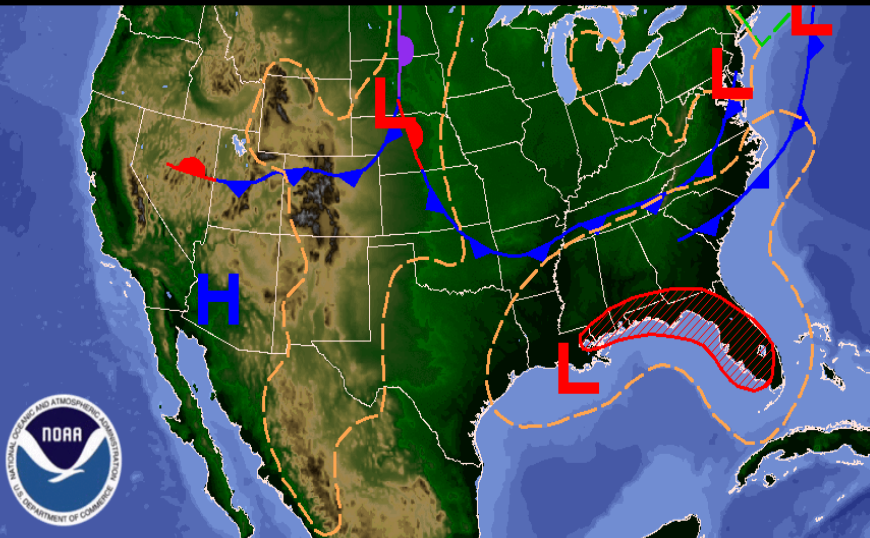 L
L
L
H
L
NOAA
NATIONAL OCEANIC AND ATMOSPHERIC ADMINISTRATION
U.S. DEPARTMENT OF COMMERCE